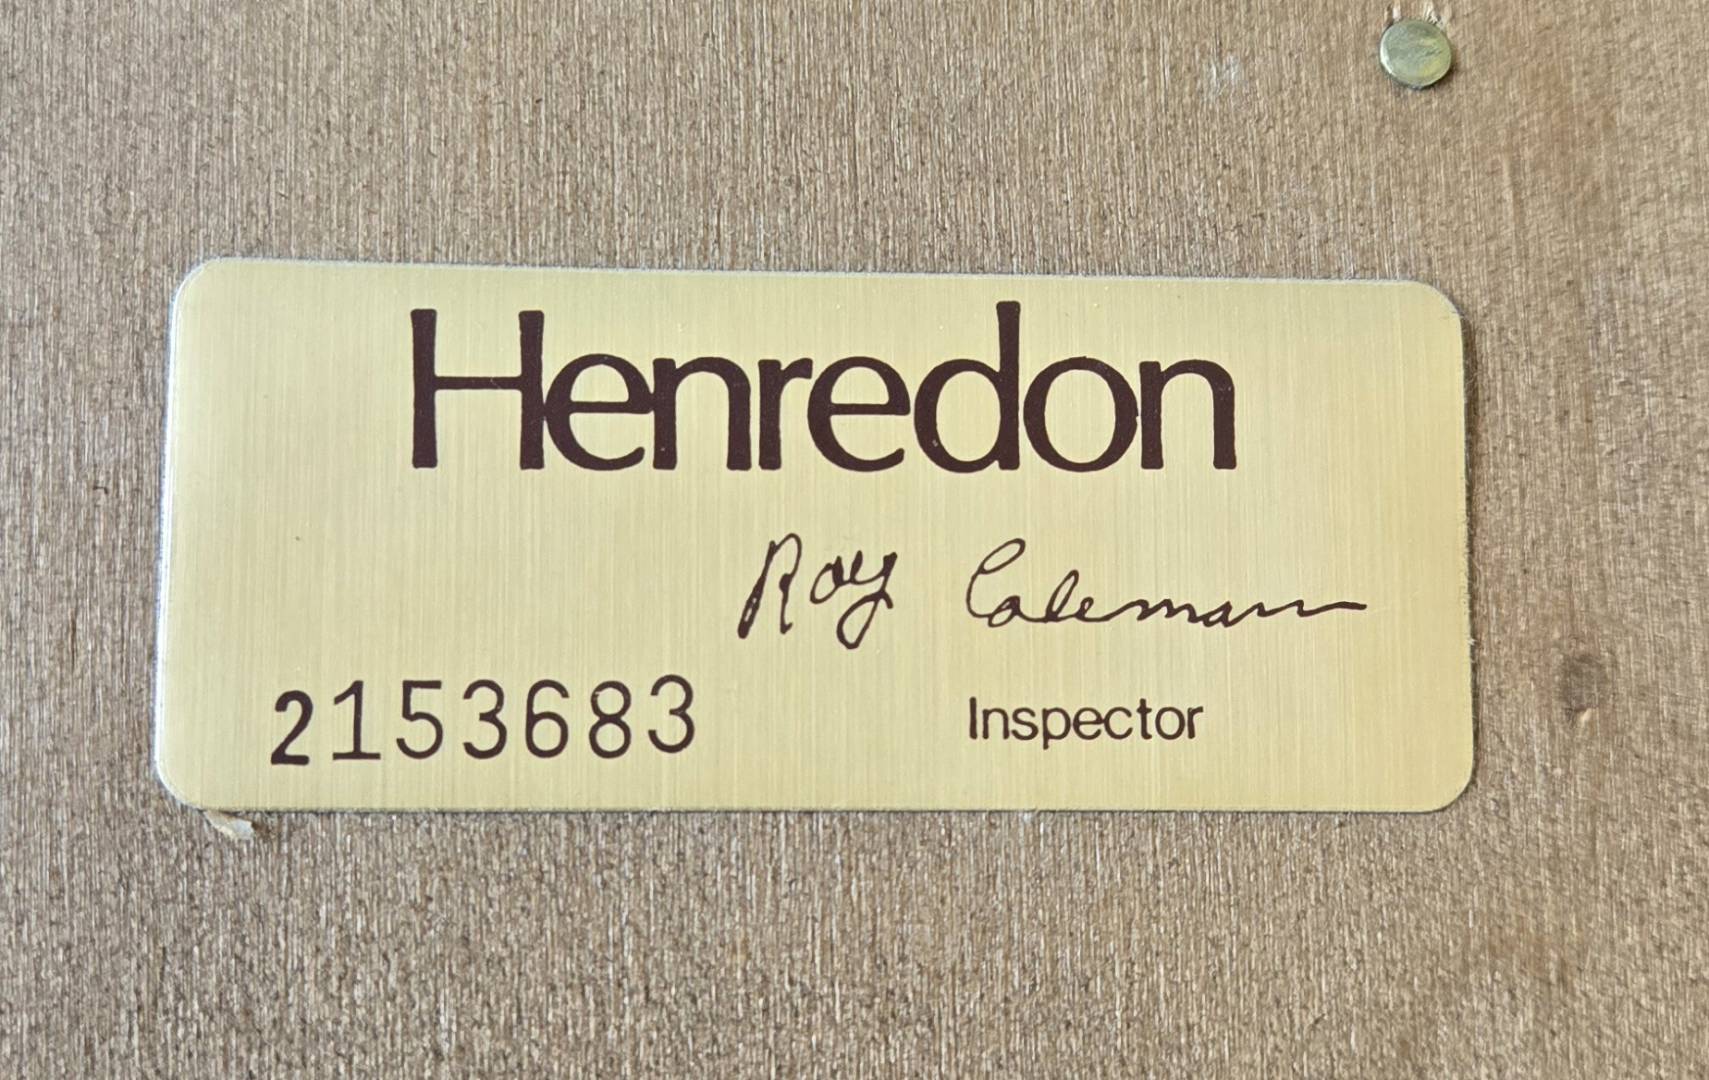 Henredon
Roy Coleman
2153683 Inspector